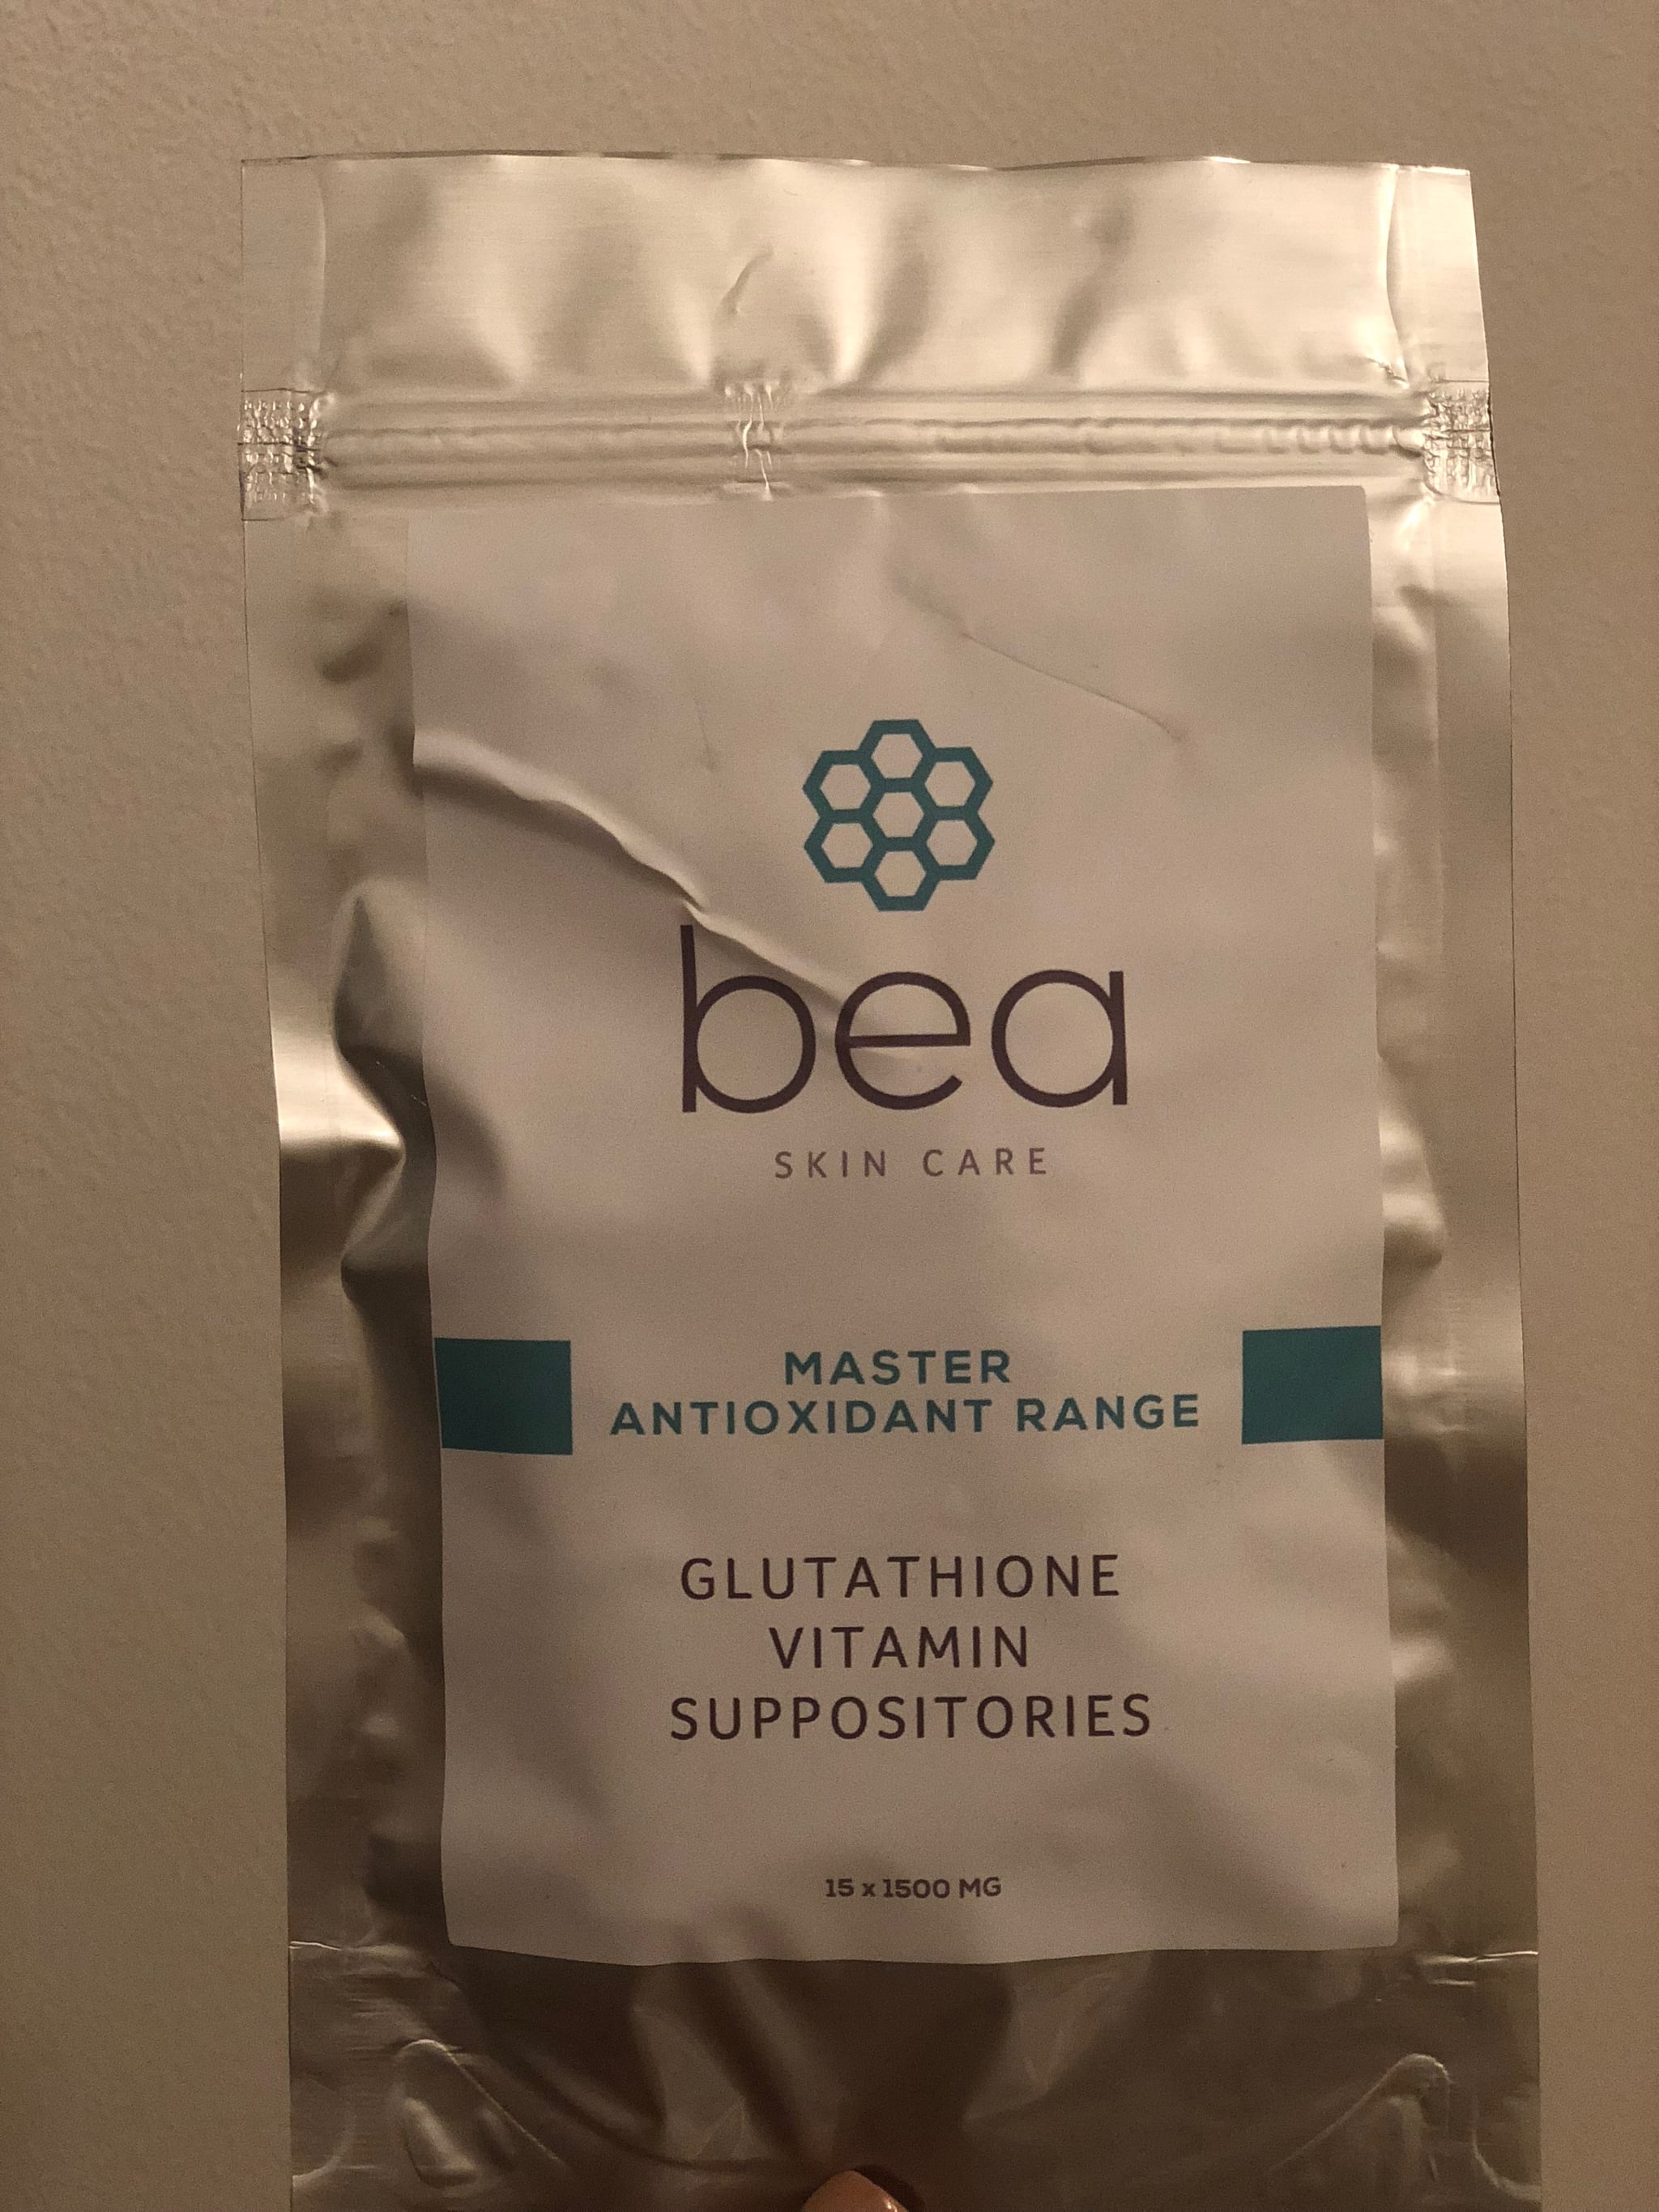 bea
SKIN CARE
MASTER
ANTIOXIDANT RANGE
GLUTATHIONE
VITAMIN
SUPPOSITORIES
15 x 1500 MG